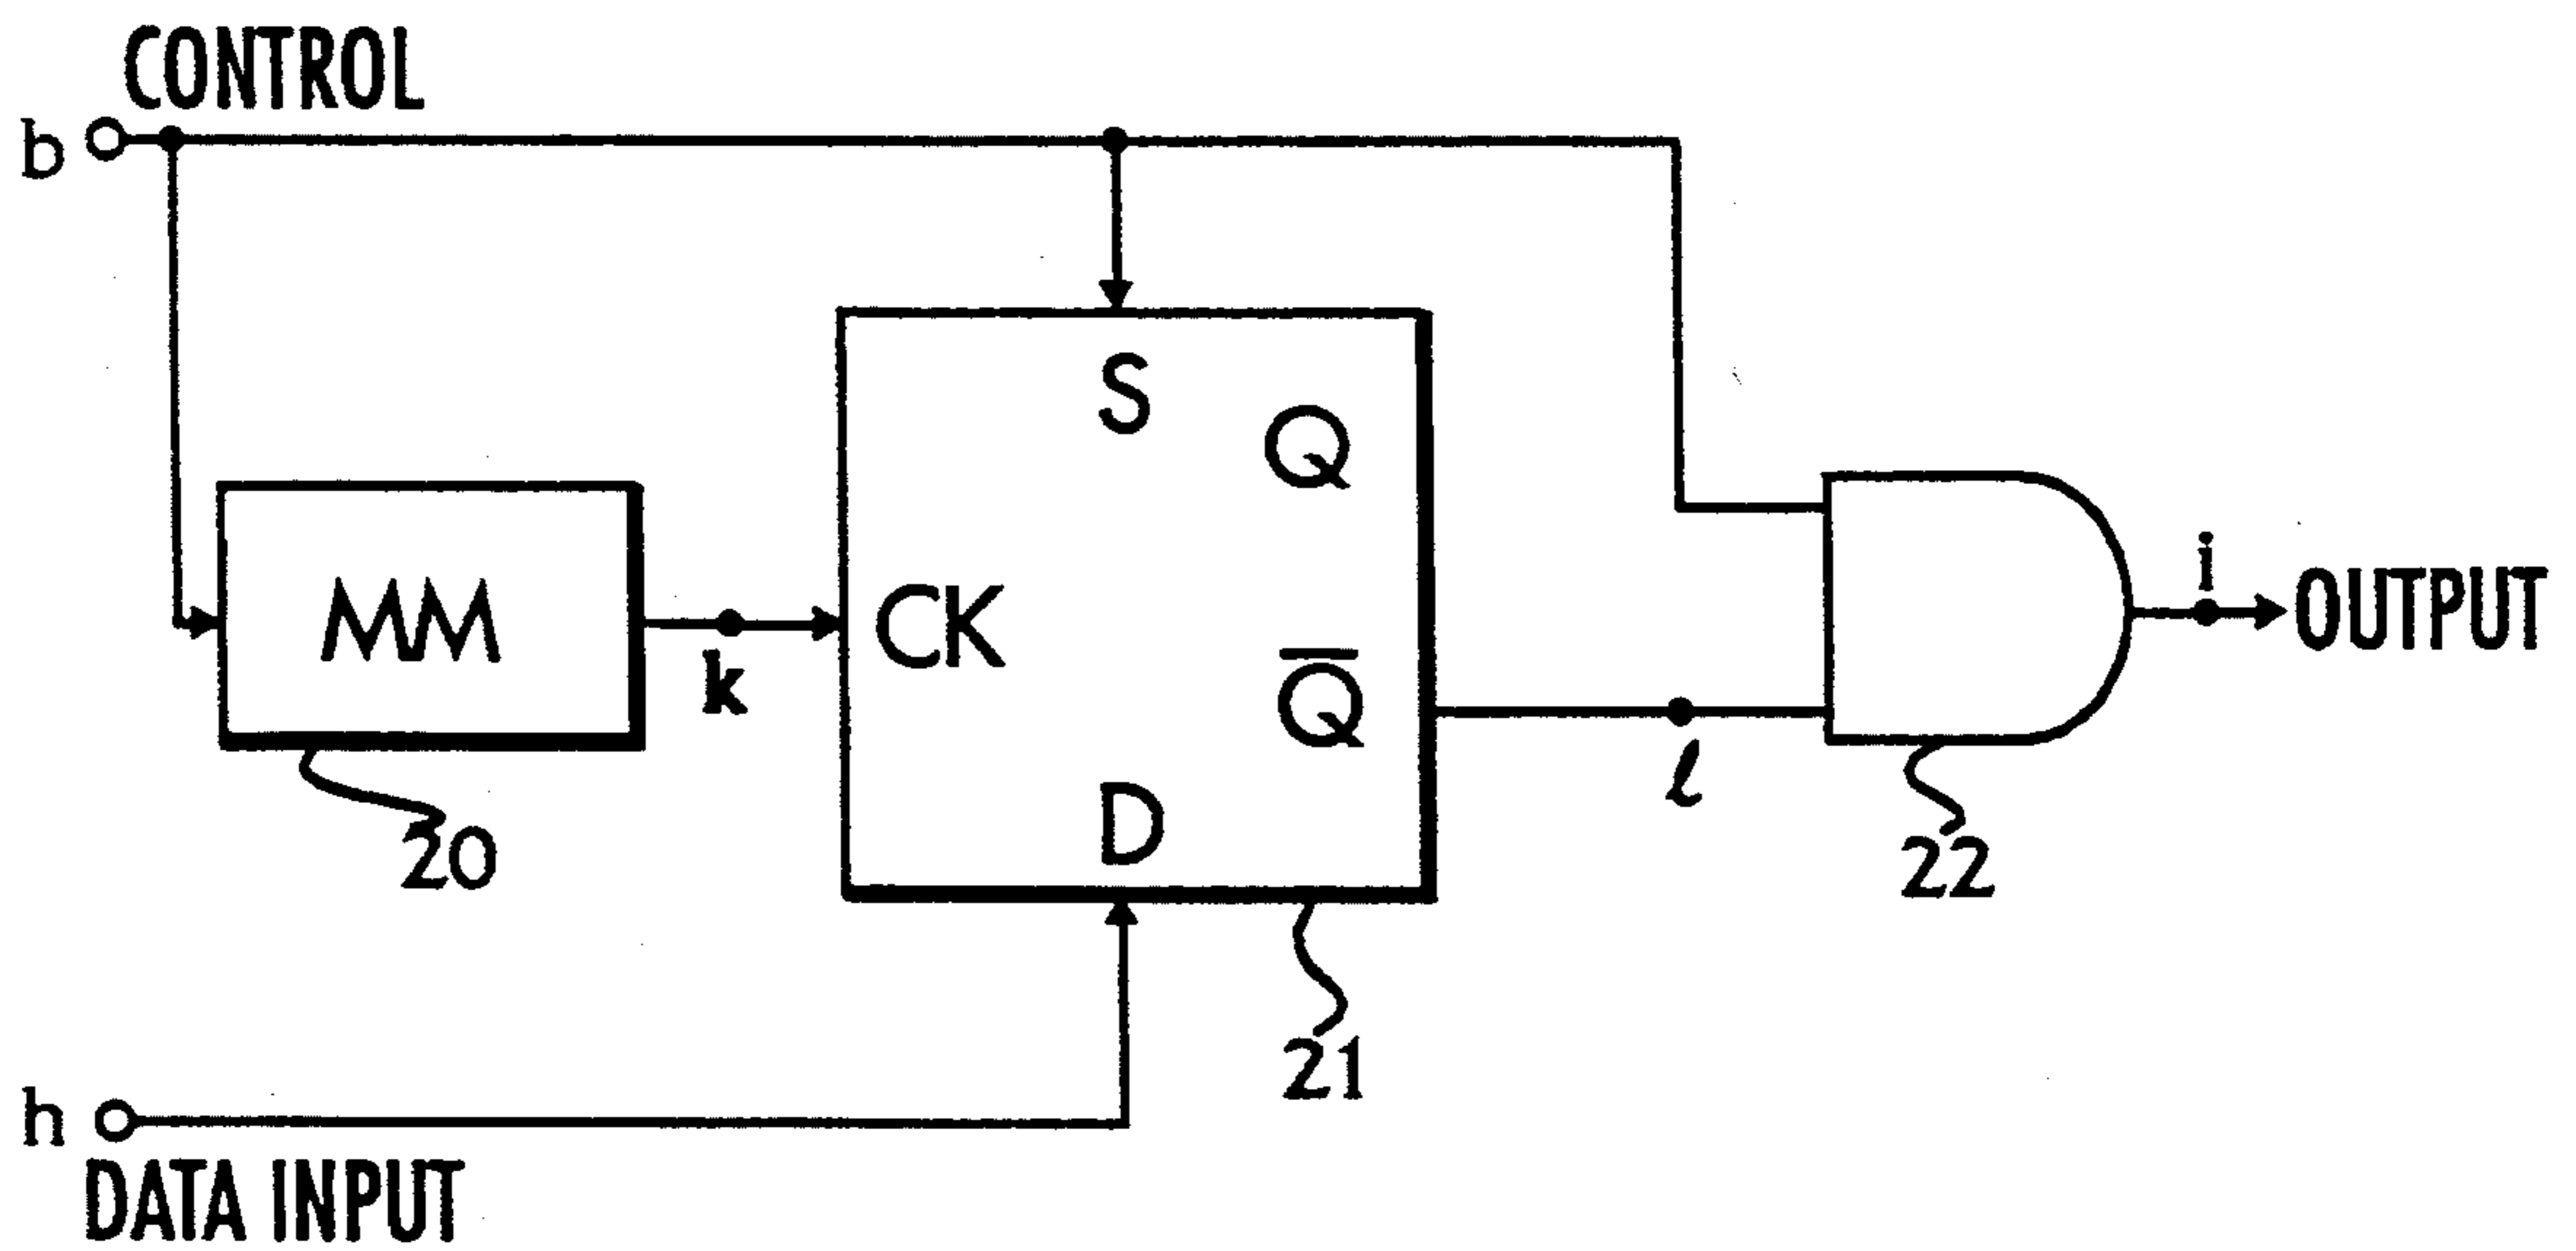 CONTROL
b
S
Q
MM
CK
k
Q̅
i
OUTPUT
ℓ
D
20
22
21
h
DATA INPUT